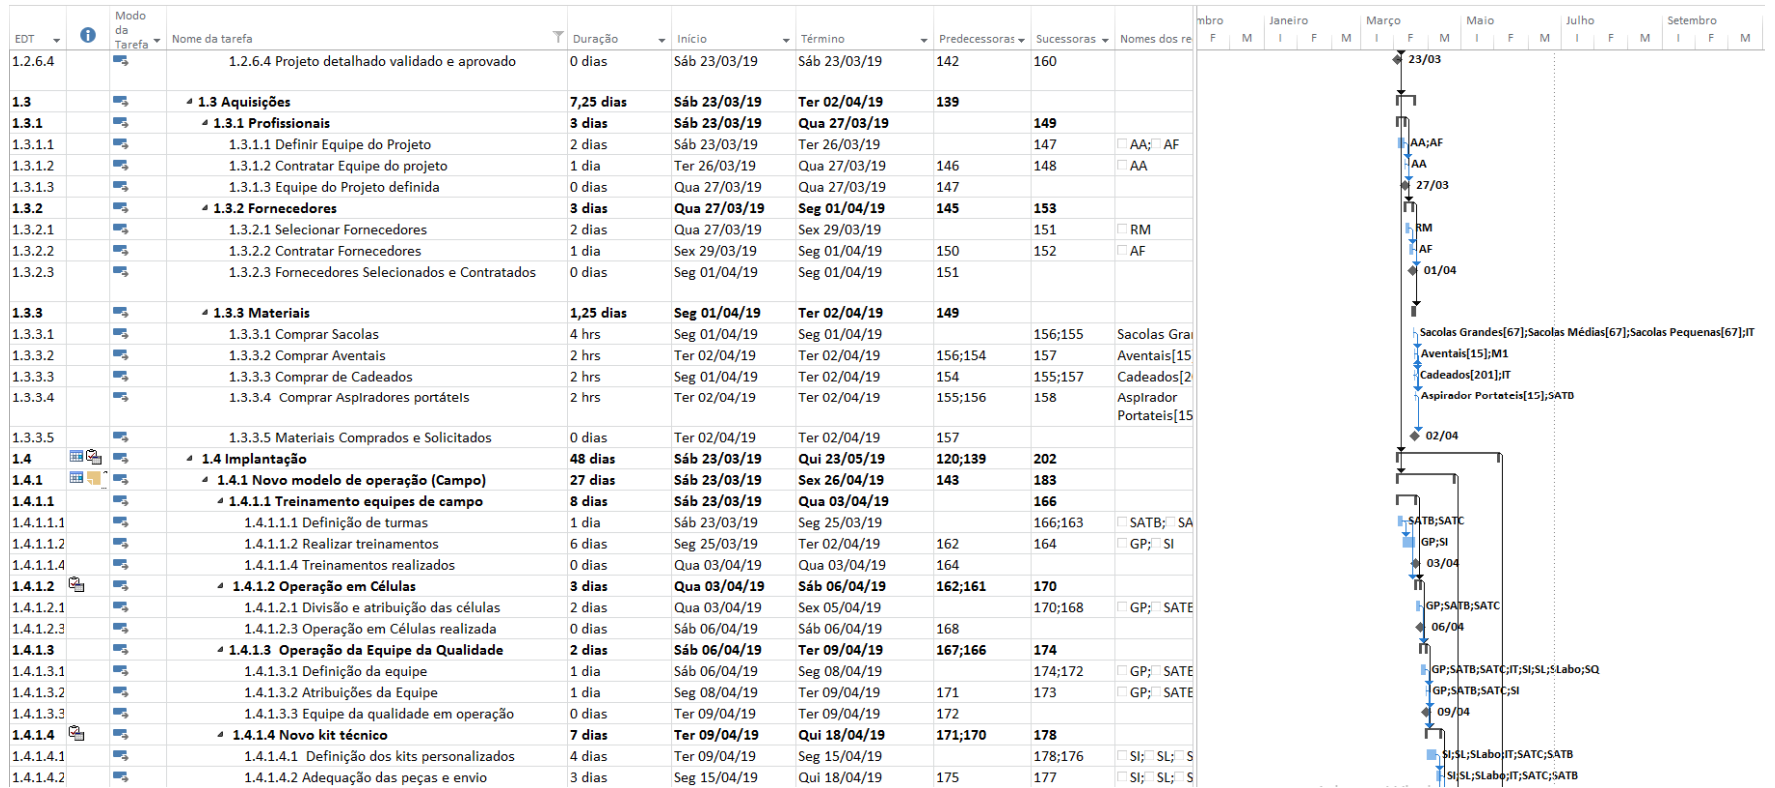 EDT Modo da Tarefa Nome da tarefa Duração Início Término Predecessoras Sucessoras Nomes dos re mbro Janeiro Março Maio Julho Setembro
F M I F M I F M I F M I F M
1.2.6.4 1.2.6.4 Projeto detalhado validado e aprovado 0 dias Sáb 23/03/19 Sáb 23/03/19 142 160 23/03
1.3 1.3 Aquisições 7,25 dias Sáb 23/03/19 Ter 02/04/19 139
1.3.1 1.3.1 Profissionais 3 dias Sáb 23/03/19 Qua 27/03/19 149
1.3.1.1 1.3.1.1 Definir Equipe do Projeto 2 dias Sáb 23/03/19 Ter 26/03/19 147 AA; AF AA;AF
1.3.1.2 1.3.1.2 Contratar Equipe do projeto 1 dia Ter 26/03/19 Qua 27/03/19 146 148 AA AA
1.3.1.3 1.3.1.3 Equipe do Projeto definida 0 dias Qua 27/03/19 Qua 27/03/19 147 27/03
1.3.2 1.3.2 Fornecedores 3 dias Qua 27/03/19 Seg 01/04/19 145 153
1.3.2.1 1.3.2.1 Selecionar Fornecedores 2 dias Qua 27/03/19 Sex 29/03/19 151 RM RM
1.3.2.2 1.3.2.2 Contratar Fornecedores 1 dia Sex 29/03/19 Seg 01/04/19 150 152 AF AF
1.3.2.3 1.3.2.3 Fornecedores Selecionados e Contratados 0 dias Seg 01/04/19 Seg 01/04/19 151 01/04
1.3.3 1.3.3 Materiais 1,25 dias Seg 01/04/19 Ter 02/04/19 149
1.3.3.1 1.3.3.1 Comprar Sacolas 4 hrs Seg 01/04/19 Seg 01/04/19 156;155 Sacolas Gra Sacolas Grandes[67];Sacolas Médias[67];Sacolas Pequenas[67];IT
1.3.3.2 1.3.3.2 Comprar Aventais 2 hrs Ter 02/04/19 Ter 02/04/19 156;154 157 Aventais[15 Aventais[15];M1
1.3.3.3 1.3.3.3 Comprar de Cadeados 2 hrs Seg 01/04/19 Ter 02/04/19 154 155;157 Cadeados[2 Cadeados[201];IT
1.3.3.4 1.3.3.4 Comprar Aspiradores portáteis 2 hrs Ter 02/04/19 Ter 02/04/19 155;156 158 Aspirador Portateis[15 Aspirador Portateis[15];SATB
1.3.3.5 1.3.3.5 Materiais Comprados e Solicitados 0 dias Ter 02/04/19 Ter 02/04/19 157 02/04
1.4 1.4 Implantação 48 dias Sáb 23/03/19 Qui 23/05/19 120;139 202
1.4.1 1.4.1 Novo modelo de operação (Campo) 27 dias Sáb 23/03/19 Sex 26/04/19 143 183
1.4.1.1 1.4.1.1 Treinamento equipes de campo 8 dias Sáb 23/03/19 Qua 03/04/19 166
1.4.1.1.1 1.4.1.1.1 Definição de turmas 1 dia Sáb 23/03/19 Seg 25/03/19 166;163 SATB; SA SATB;SATC
1.4.1.1.2 1.4.1.1.2 Realizar treinamentos 6 dias Seg 25/03/19 Ter 02/04/19 162 164 GP; SI GP;SI
1.4.1.1.4 1.4.1.1.4 Treinamentos realizados 0 dias Qua 03/04/19 Qua 03/04/19 164 03/04
1.4.1.2 1.4.1.2 Operação em Células 3 dias Qua 03/04/19 Sáb 06/04/19 162;161 170
1.4.1.2.1 1.4.1.2.1 Divisão e atribuição das células 2 dias Qua 03/04/19 Sex 05/04/19 170;168 GP; SATB GP;SATB;SATC
1.4.1.2.3 1.4.1.2.3 Operação em Células realizada 0 dias Sáb 06/04/19 Sáb 06/04/19 168 06/04
1.4.1.3 1.4.1.3 Operação da Equipe da Qualidade 2 dias Sáb 06/04/19 Ter 09/04/19 167;166 174
1.4.1.3.1 1.4.1.3.1 Definição da equipe 1 dia Sáb 06/04/19 Seg 08/04/19 174;172 GP; SATB GP;SATB;SATC;IT;SI;SL;SLabo;SQ
1.4.1.3.2 1.4.1.3.2 Atribuições da Equipe 1 dia Seg 08/04/19 Ter 09/04/19 171 173 GP; SATB GP;SATB;SATC;SI
1.4.1.3.3 1.4.1.3.3 Equipe da qualidade em operação 0 dias Ter 09/04/19 Ter 09/04/19 172 09/04
1.4.1.4 1.4.1.4 Novo kit técnico 7 dias Ter 09/04/19 Qui 18/04/19 171;170 178
1.4.1.4.1 1.4.1.4.1 Definição dos kits personalizados 4 dias Ter 09/04/19 Seg 15/04/19 178;176 SI; SL; S SI;SL;SLabo;IT;SATC;SATB
1.4.1.4.2 1.4.1.4.2 Adequação das peças e envio 3 dias Seg 15/04/19 Qui 18/04/19 175 177 SI; SL; S SI;SL;SLabo;IT;SATC;SATB